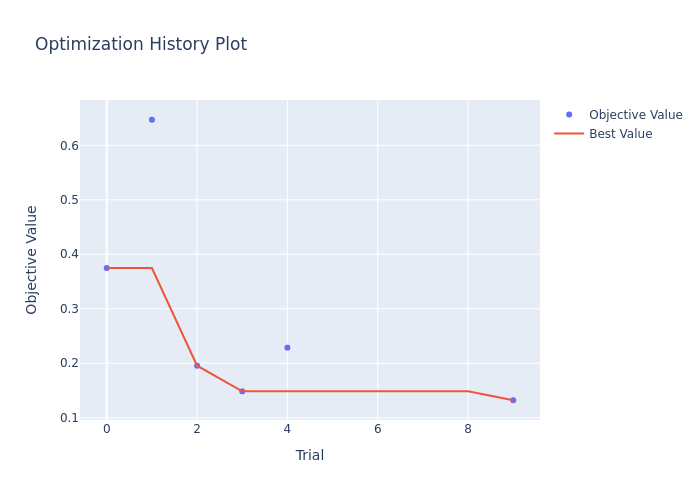 Optimization History Plot
Objective Value
Best Value
0.6
0.5
0.4
0.3
0.2
0.1
Objective Value
0 2 4 6 8
Trial